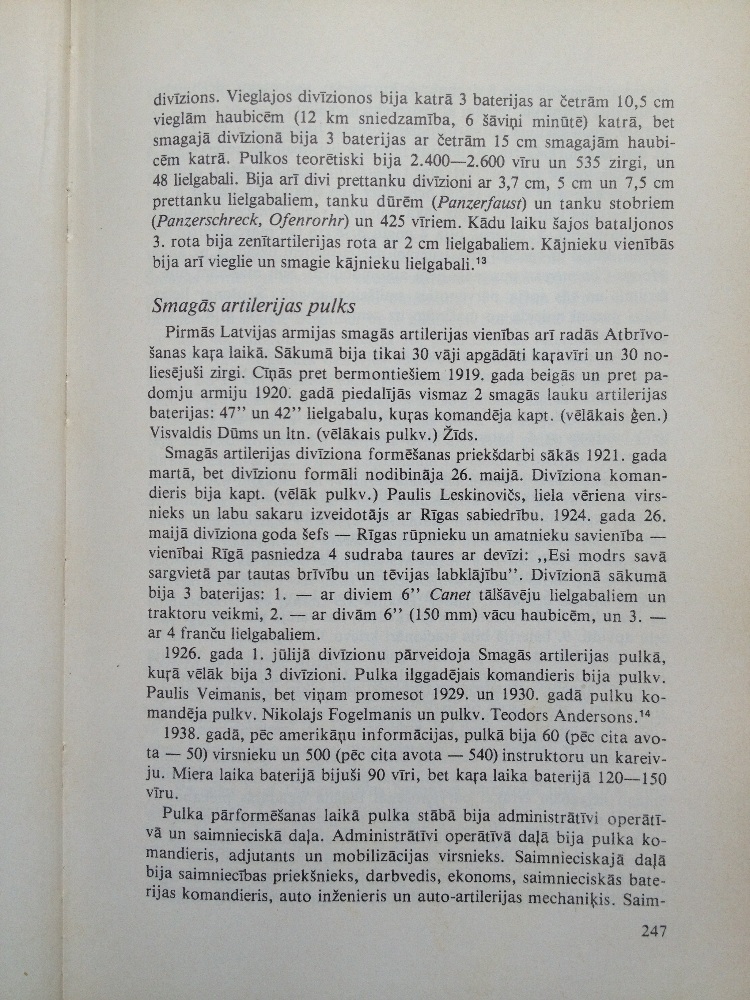 divīzions. Vieglajos divīzionos bija katrā 3 baterijas ar četrām 10,5 cm
vieglām haubicēm (12 km sniedzamība, 6 šāviņi minūtē) katrā, bet
smagajā divīzionā bija 3 baterijas ar četrām 15 cm smagajām haubi-
cēm katrā. Pulkos teorētiski bija 2.400—2.600 vīru un 535 zirgi, un
48 lielgabali. Bija arī divi prettanku divīzioni ar 3,7 cm, 5 cm un 7,5 cm
prettanku lielgabaliem, tanku dūrēm (Panzerfaust) un tanku stobriem
(Panzerschreck, Ofenrorhr) un 425 vīriem. Kādu laiku šajos bataljonos
3. rota bija zenītartilerijas rota ar 2 cm lielgabaliem. Kājnieku vienībās
bija arī vieglie un smagie kājnieku lielgabali.¹³
Smagās artilerijas pulks
Pirmās Latvijas armijas smagās artilerijas vienības arī radās Atbrīvo-
šanas kaŗa laikā. Sākumā bija tikai 30 vāji apgādāti kaŗavīri un 30 no-
liesējuši zirgi. Cīņās pret bermontiešiem 1919. gada beigās un pret pa-
domju armiju 1920. gadā piedalījās vismaz 2 smagās lauku artilerijas
baterijas: 47” un 42” lielgabalu, kuŗas komandēja kapt. (vēlākais ģen.)
Visvaldis Dūms un ltn. (vēlākais pulkv.) Žīds.
Smagās artilerijas divīziona formēšanas priekšdarbi sākās 1921. gada
martā, bet divīzionu formāli nodibināja 26. maijā. Divīziona koman-
dieris bija kapt. (vēlāk pulkv.) Paulis Leskinovičs, liela vēriena virs-
nieks un labu sakaru izveidotājs ar Rīgas sabiedrību. 1924. gada 26.
maijā divīziona goda šefs — Rīgas rūpnieku un amatnieku savienība —
vienībai Rīgā pasniedza 4 sudraba taures ar devīzi: ,,Esi modrs savā
sargvietā par tautas brīvību un tēvijas labklājību”. Divīzionā sākumā
bija 3 baterijas: 1. — ar diviem 6” Canet tālšāvēju lielgabaliem un
traktoru veikmi, 2. — ar divām 6” (150 mm) vācu haubicēm, un 3. —
ar 4 franču lielgabaliem.
1926. gada 1. jūlijā divīzionu pārveidoja Smagās artilerijas pulkā,
kuŗā vēlāk bija 3 divīzioni. Pulka ilggadējais komandieris bija pulkv.
Paulis Veimanis, bet viņam promesot 1929. un 1930. gadā pulku ko-
mandēja pulkv. Nikolajs Fogelmanis un pulkv. Teodors Andersons.¹⁴
1938. gadā, pēc amerikāņu informācijas, pulkā bija 60 (pēc cita avo-
ta — 50) virsnieku un 500 (pēc cita avota — 540) instruktoru un kareiv-
ju. Miera laika baterijā bijuši 90 vīri, bet kaŗa laika baterijā 120—150
vīru.
Pulka pārformēšanas laikā pulka stābā bija administrātīvi operātī-
vā un saimnieciskā daļa. Administrātīvi operātīvā daļā bija pulka ko-
mandieris, adjutants un mobilizācijas virsnieks. Saimnieciskajā daļā
bija saimniecības priekšnieks, darbvedis, ekonoms, saimnieciskās bate-
rijas komandieris, auto inženieris un auto-artilerijas mechaniķis. Saim-
247